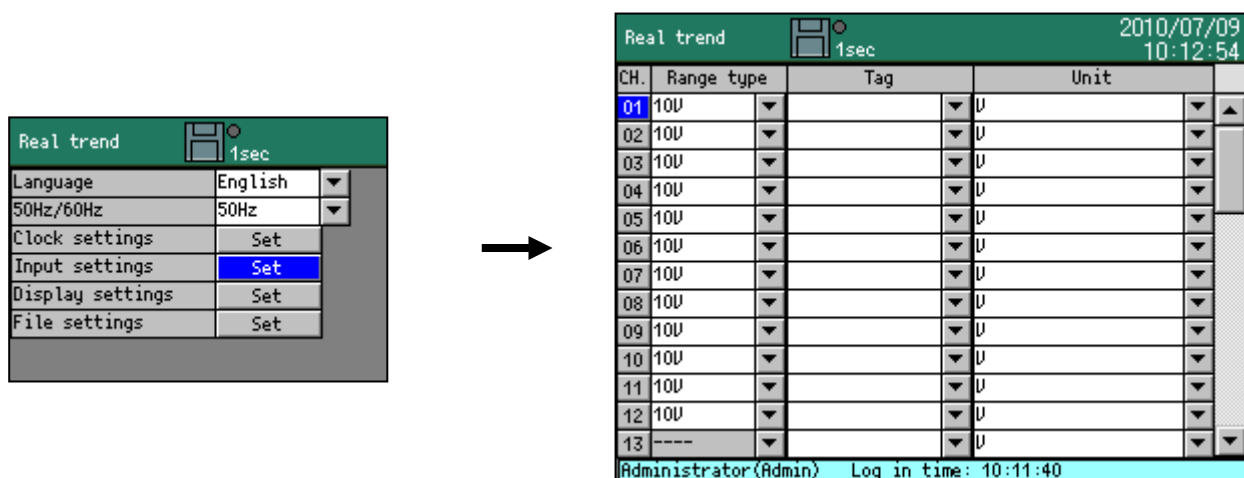 Real trend 1sec
Language English
50Hz/60Hz 50Hz
Clock settings Set
Input settings Set
Display settings Set
File settings Set
Real trend 1sec 2010/07/09
10:12:54
CH. Range type Tag Unit
01 10V V
02 10V V
03 10V V
04 10V V
05 10V V
06 10V V
07 10V V
08 10V V
09 10V V
10 10V V
11 10V V
12 10V V
13 ---- V
Administrator(Admin) Log in time: 10:11:40